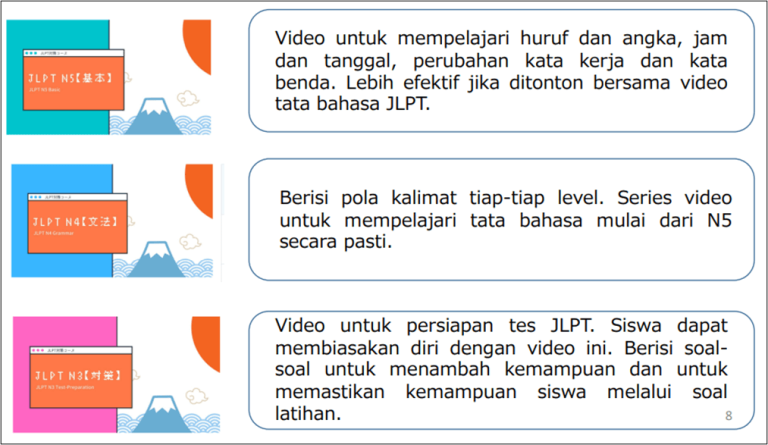 JLPT対策コース
JLPT N5【基本】
JLPT N5 Basic
Video untuk mempelajari huruf dan angka, jam
dan tanggal, perubahan kata kerja dan kata
benda. Lebih efektif jika ditonton bersama video
tata bahasa JLPT.
JLPT対策コース
JLPT N4【文法】
JLPT N4 Grammar
Berisi pola kalimat tiap-tiap level. Series video
untuk mempelajari tata bahasa mulai dari N5
secara pasti.
JLPT対策コース
JLPT N3【対策】
JLPT N3 Test Preparation
Video untuk persiapan tes JLPT. Siswa dapat
membiasakan diri dengan video ini. Berisi soal-
soal untuk menambah kemampuan dan untuk
memastikan kemampuan siswa melalui soal
latihan.
8